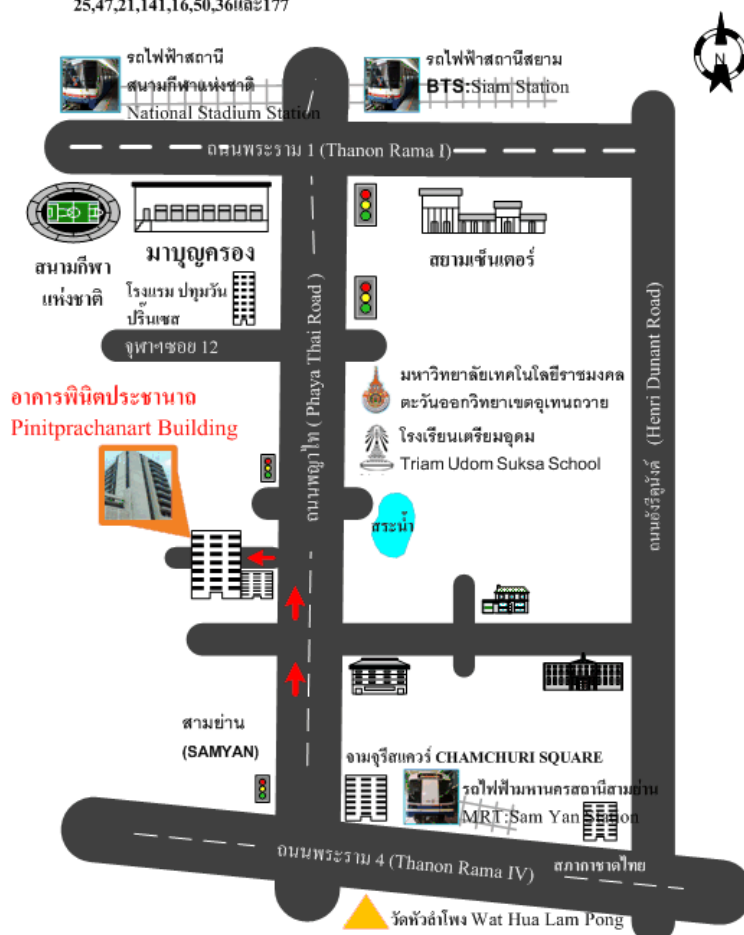 25,47,21,141,16,50,36และ177
N
รถไฟฟ้าสถานี
สนามกีฬาแห่งชาติ
National Stadium Station
รถไฟฟ้าสถานีสยาม
BTS:Siam Station
ถนนพระราม 1 (Thanon Rama I)
สนามกีฬา
แห่งชาติ
มาบุญครอง
โรงแรม ปทุมวัน
ปริ๊นเซส
สยามเซ็นเตอร์
จุฬาฯซอย 12
ถนนพญาไท ( Phaya Thai Road )
ถนนอังรีดูนังต์ (Henri Dunant Road)
มหาวิทยาลัยเทคโนโลยีราชมงคล
ตะวันออกวิทยาเขตอุเทนถวาย
โรงเรียนเตรียมอุดม
Triam Udom Suksa School
อาคารพินิตประชานาถ
Pinitprachanart Building
สระน้ำ
สามย่าน
(SAMYAN)
จามจุรีสแควร์ CHAMCHURI SQUARE
รถไฟฟ้ามหานครสถานีสามย่าน
MRT:Sam Yan Station
ถนนพระราม 4 (Thanon Rama IV)
สภากาชาดไทย
วัดหัวลำโพง Wat Hua Lam Pong